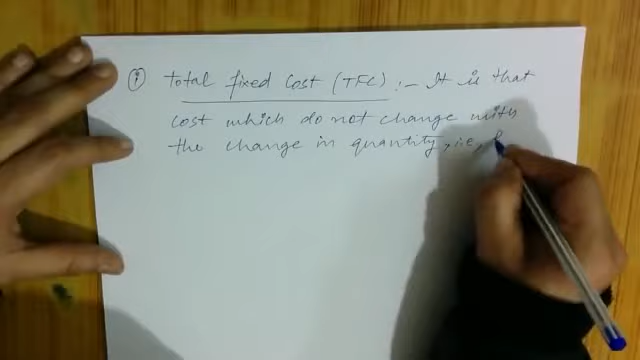 (i) Total fixed Cost (TFC) :- It is that
cost which do not change with
the change in quantity, i.e,